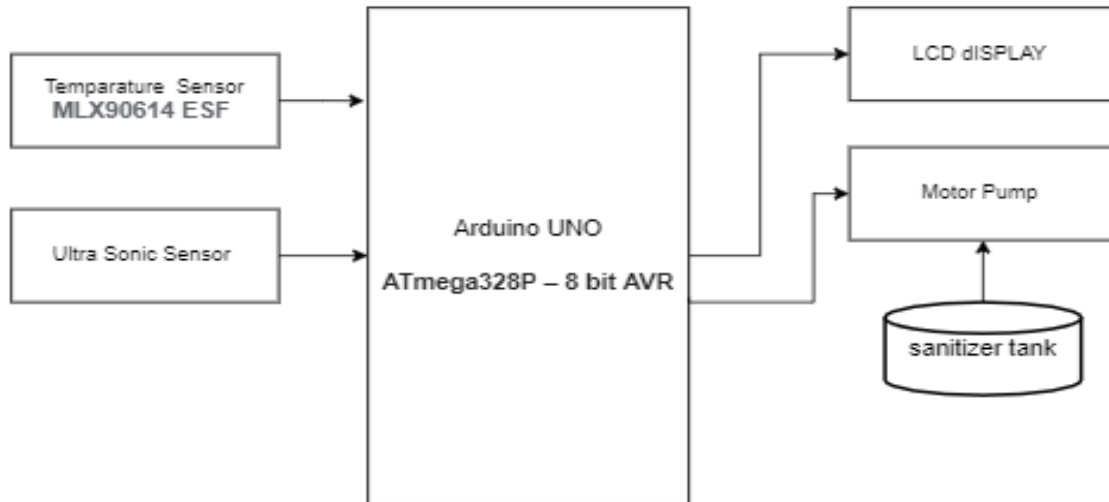 Temparature Sensor
MLX90614 ESF
Ultra Sonic Sensor
Arduino UNO
ATmega328P – 8 bit AVR
LCD dISPLAY
Motor Pump
sanitizer tank